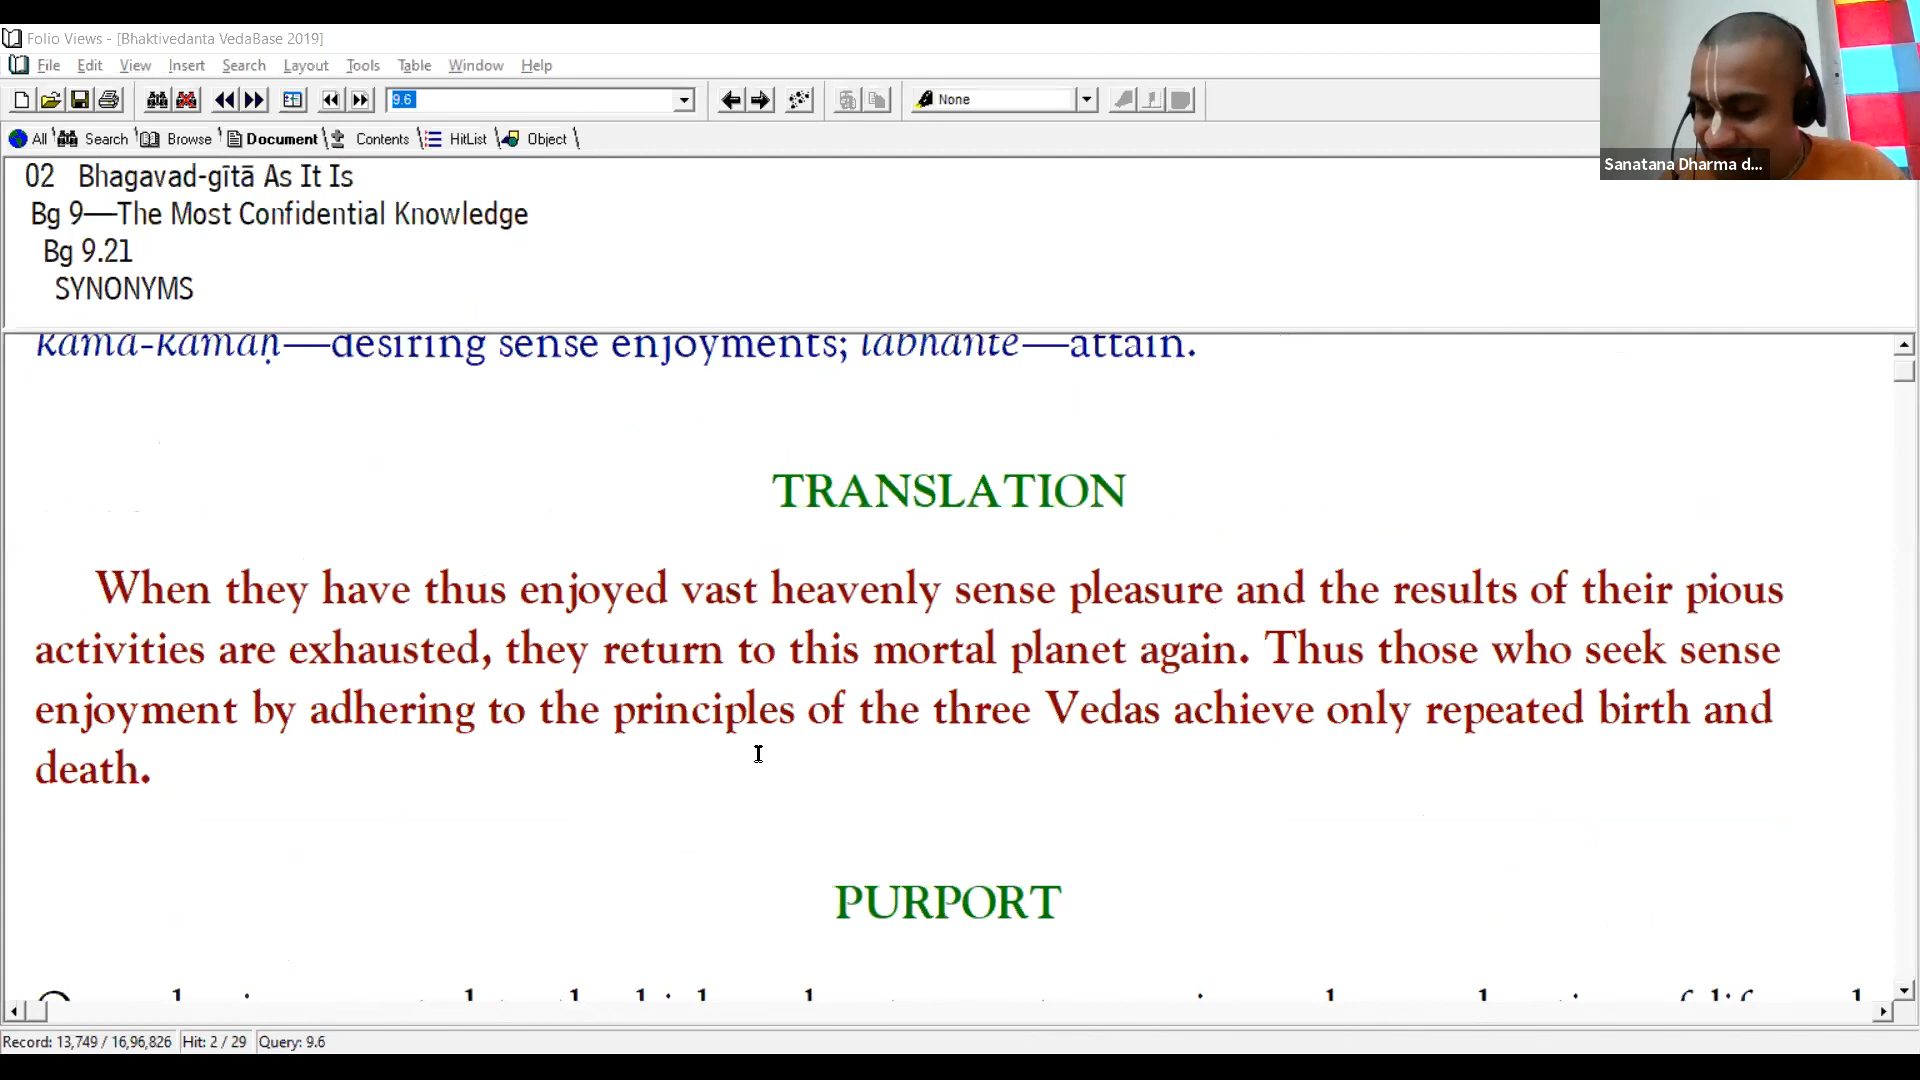 Folio Views - [Bhaktivedanta VedaBase 2019]
File Edit View Insert Search Layout Tools Table Window Help
9.6 None
All Search Browse Document Contents HitList Object
Sanatana Dharma d...
02 Bhagavad-gītā As It Is
Bg 9—The Most Confidential Knowledge
Bg 9.21
SYNONYMS
kāma-kāmāḥ—desiring sense enjoyments; labhante—attain.
TRANSLATION
When they have thus enjoyed vast heavenly sense pleasure and the results of their pious
activities are exhausted, they return to this mortal planet again. Thus those who seek sense
enjoyment by adhering to the principles of the three Vedas achieve only repeated birth and
death.
PURPORT
Record: 13,749 / 16,96,826 Hit: 2 / 29 Query: 9.6